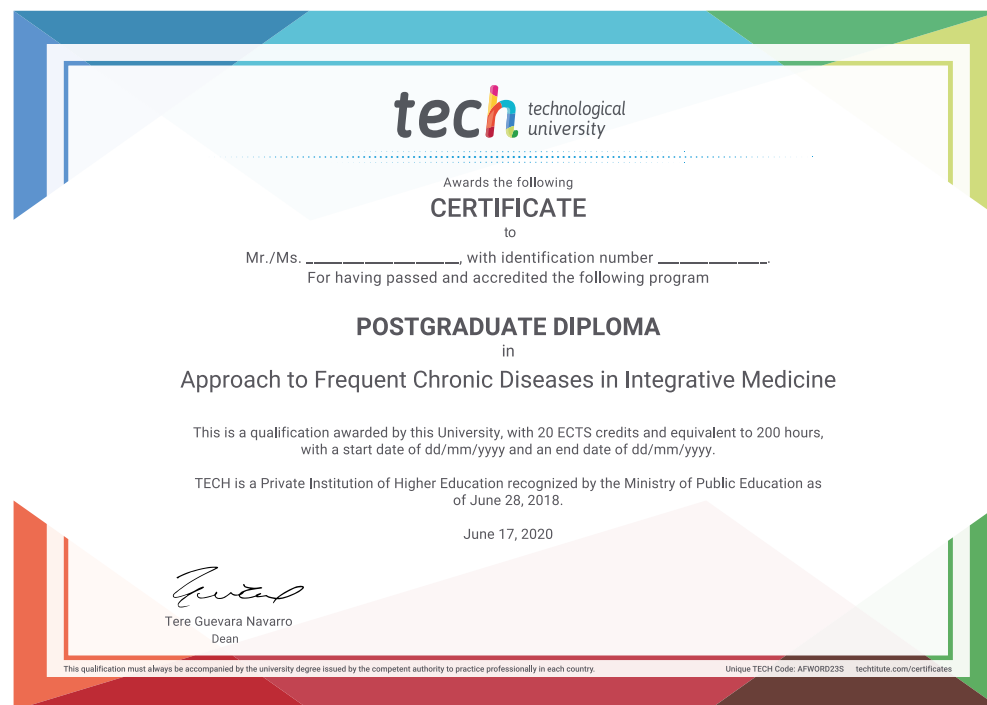 tech technological
university
Awards the following
CERTIFICATE
to
Mr./Ms. ____________________, with identification number ______________.
For having passed and accredited the following program
POSTGRADUATE DIPLOMA
in
Approach to Frequent Chronic Diseases in Integrative Medicine
This is a qualification awarded by this University, with 20 ECTS credits and equivalent to 200 hours,
with a start date of dd/mm/yyyy and an end date of dd/mm/yyyy.
TECH is a Private Institution of Higher Education recognized by the Ministry of Public Education as
of June 28, 2018.
June 17, 2020
Tere Guevara Navarro
Dean
This qualification must always be accompanied by the university degree issued by the competent authority to practice professionally in each country.
Unique TECH Code: AFWORD23S techtitute.com/certificates